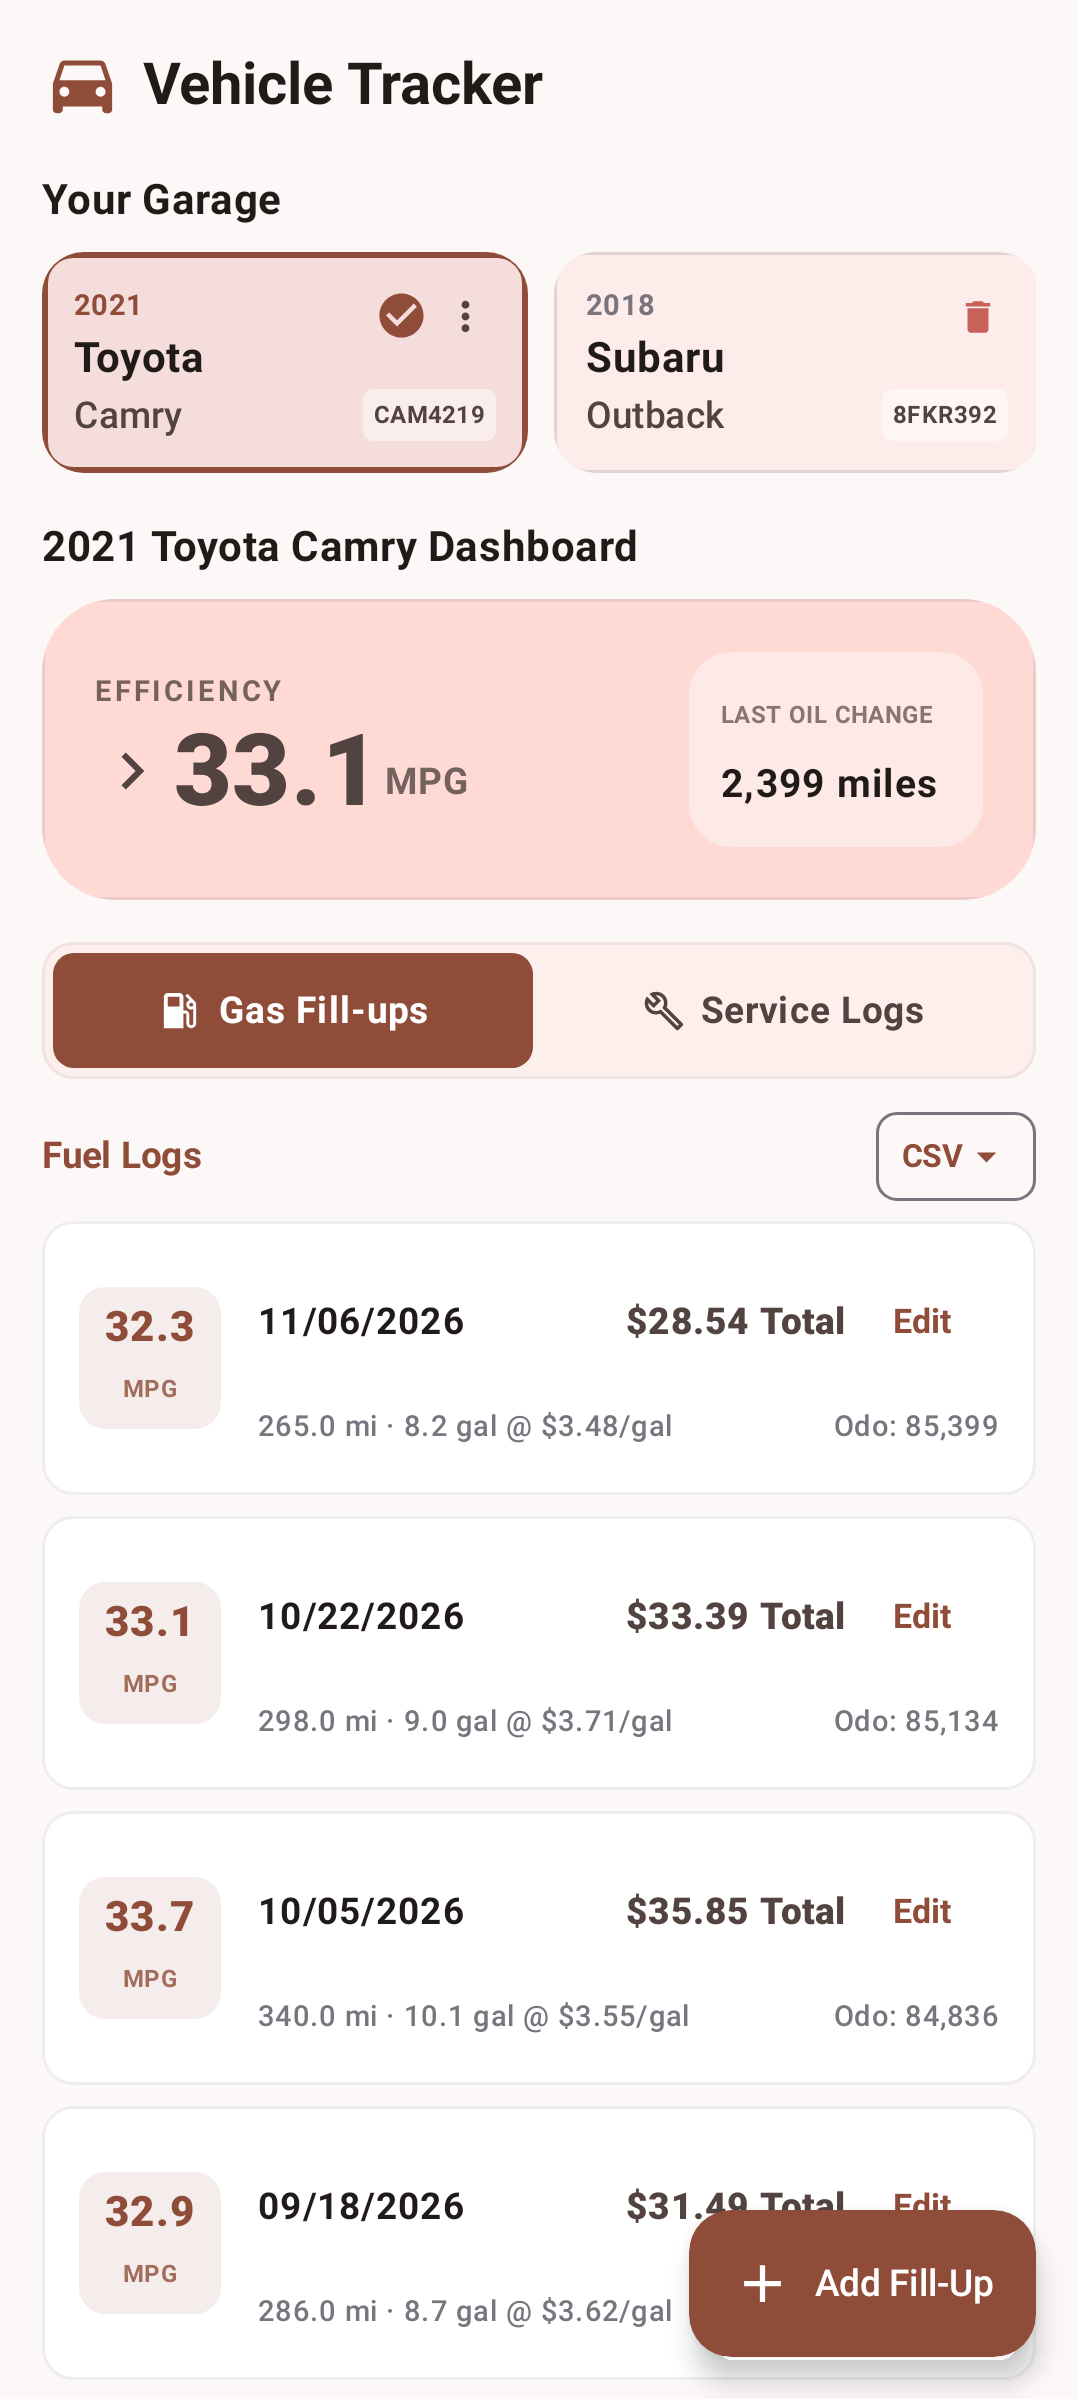 Vehicle Tracker
Your Garage
2021
Toyota
Camry
CAM4219
2018
Subaru
Outback
8FKR392
2021 Toyota Camry Dashboard
EFFICIENCY
33.1 MPG
LAST OIL CHANGE
2,399 miles
Gas Fill-ups
Service Logs
Fuel Logs
CSV
32.3
MPG
11/06/2026
$28.54 Total
Edit
265.0 mi · 8.2 gal @ $3.48/gal
Odo: 85,399
33.1
MPG
10/22/2026
$33.39 Total
Edit
298.0 mi · 9.0 gal @ $3.71/gal
Odo: 85,134
33.7
MPG
10/05/2026
$35.85 Total
Edit
340.0 mi · 10.1 gal @ $3.55/gal
Odo: 84,836
32.9
MPG
09/18/2026
$31.49 Total
Edit
286.0 mi · 8.7 gal @ $3.62/gal
Add Fill-Up